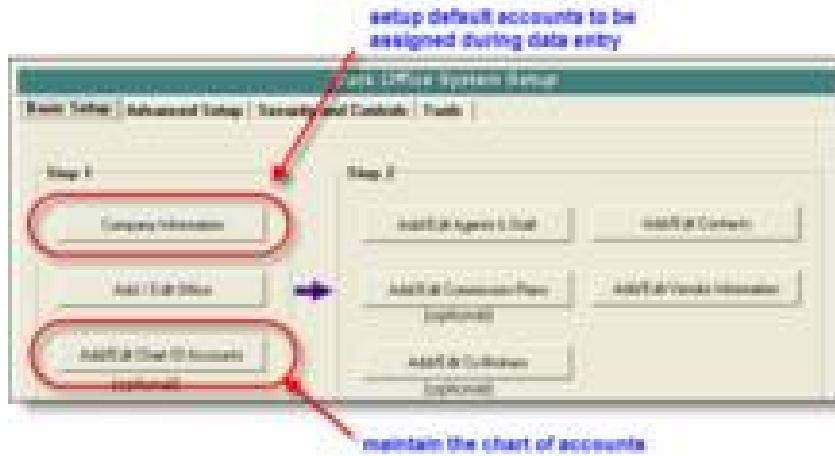 setup default accounts to be
assigned during data entry
Back Office System Setup
Basic Setup
Advanced Setup
Security and Controls
Tools
Step 1
Step 2
Company Information
Add/Edit Agents & Staff
Add/Edit Contacts
Add / Edit Office
Add/Edit Commission Plans
(optional)
Add/Edit Vendor Information
Add/Edit Chart Of Accounts
(optional)
Add/Edit
(optional)
maintain the chart of accounts